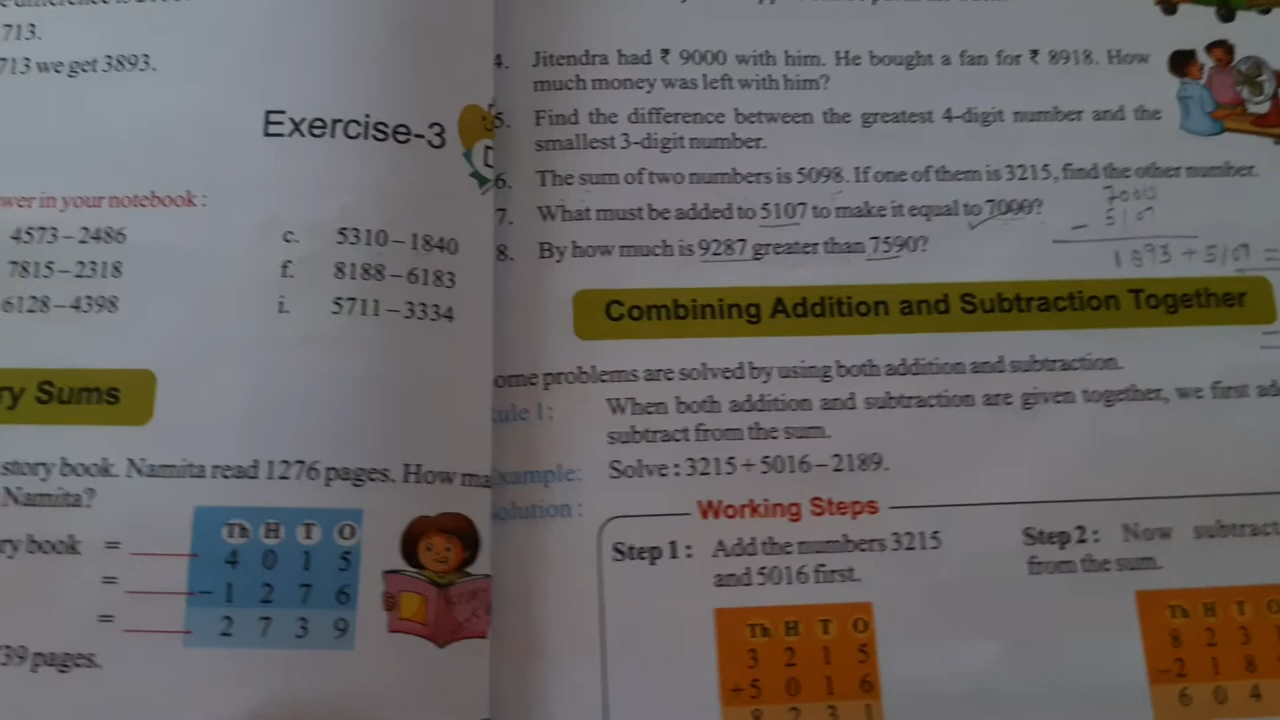 713.
713 we get 3893.
Exercise-3
wer in your notebook :
4573–2486
c. 5310–1840
7815–2318
f. 8188–6183
6128–4398
i. 5711–3334
ry Sums
story book. Namita read 1276 pages. How ma
Namita?
ry book = ______
= ______
= ______
Th H T O
4 0 1 5
–1 2 7 6
2 7 3 9
39 pages.
4. Jitendra had ₹ 9000 with him. He bought a fan for ₹ 8918. How
much money was left with him?
5. Find the difference between the greatest 4-digit number and the
smallest 3-digit number.
6. The sum of two numbers is 5098. If one of them is 3215, find the other number.
7. What must be added to 5107 to make it equal to 7000?
8. By how much is 9287 greater than 7590?
7000
– 5107
1893 + 5107 =
Combining Addition and Subtraction Together
ome problems are solved by using both addition and subtraction.
ule 1: When both addition and subtraction are given together, we first ad
subtract from the sum.
xample: Solve : 3215 + 5016 – 2189.
olution :
Working Steps
Step 1 : Add the numbers 3215
and 5016 first.
Th H T O
3 2 1 5
+5 0 1 6
8 2 3 1
Step 2 : Now subtract
from the sum.
Th H T O
8 2 3
–2 1 8
6 0 4